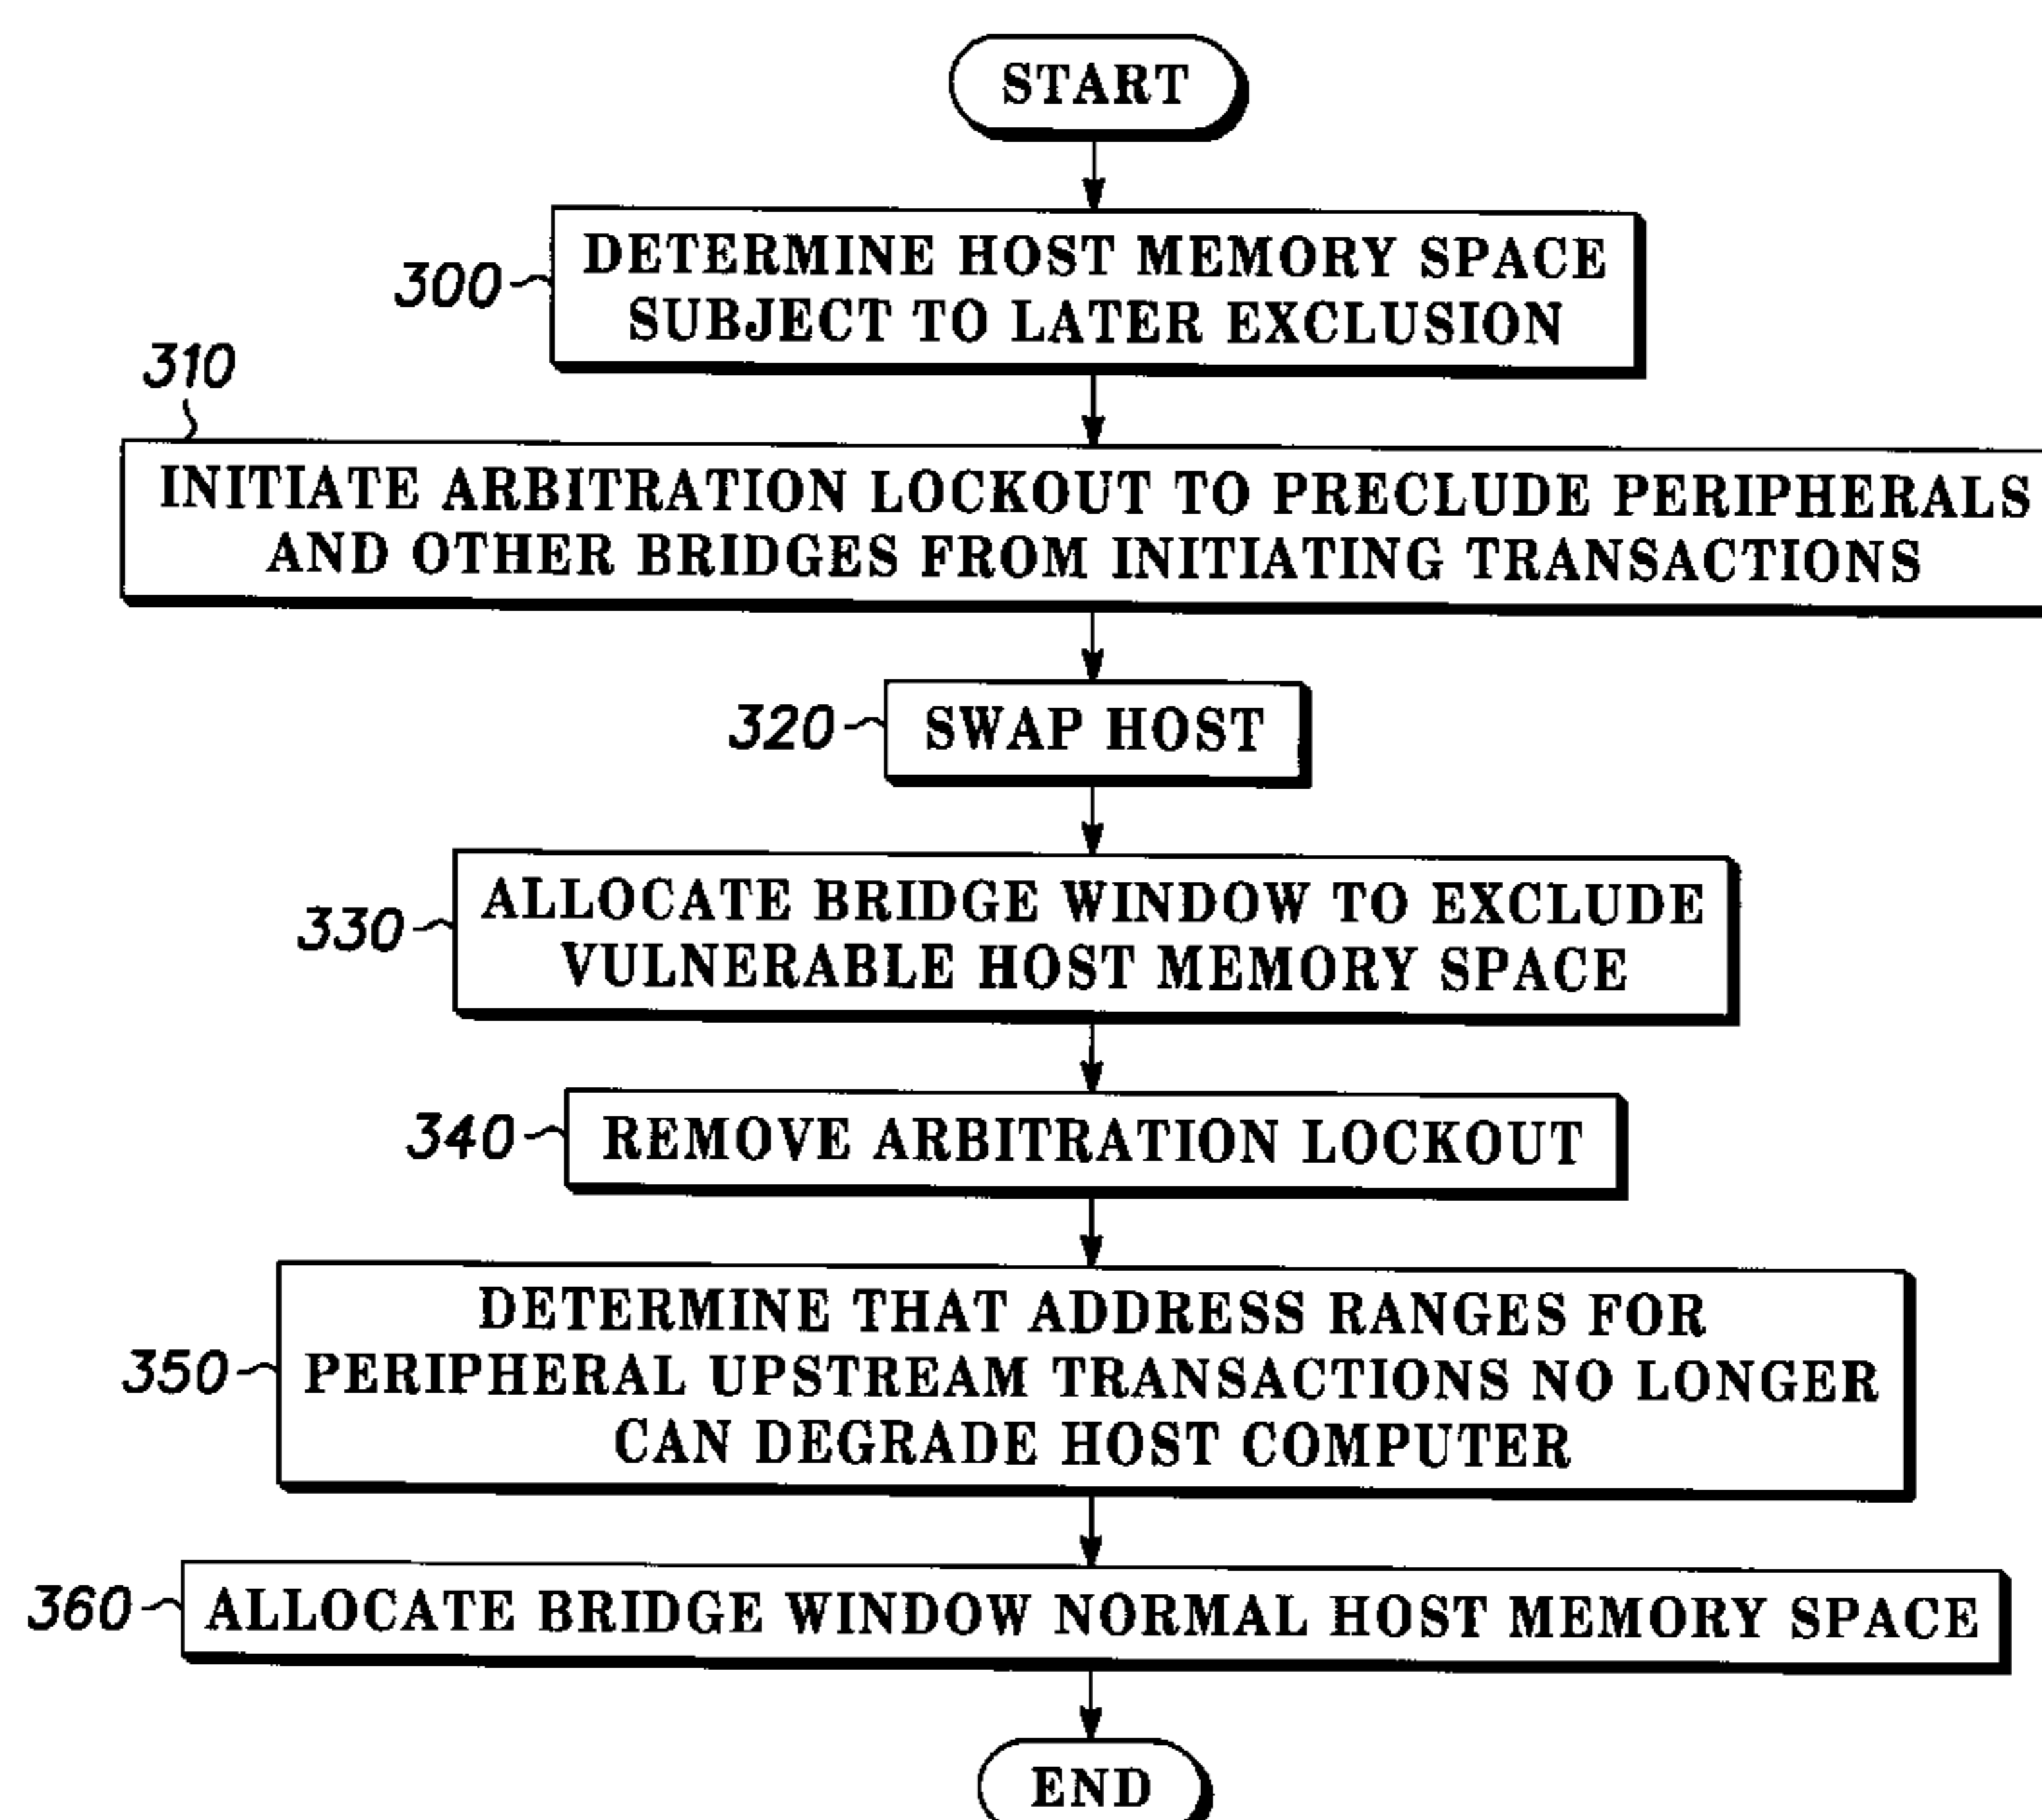 START
300
DETERMINE HOST MEMORY SPACE
SUBJECT TO LATER EXCLUSION
310
INITIATE ARBITRATION LOCKOUT TO PRECLUDE PERIPHERALS
AND OTHER BRIDGES FROM INITIATING TRANSACTIONS
320
SWAP HOST
330
ALLOCATE BRIDGE WINDOW TO EXCLUDE
VULNERABLE HOST MEMORY SPACE
340
REMOVE ARBITRATION LOCKOUT
350
DETERMINE THAT ADDRESS RANGES FOR
PERIPHERAL UPSTREAM TRANSACTIONS NO LONGER
CAN DEGRADE HOST COMPUTER
360
ALLOCATE BRIDGE WINDOW NORMAL HOST MEMORY SPACE
END